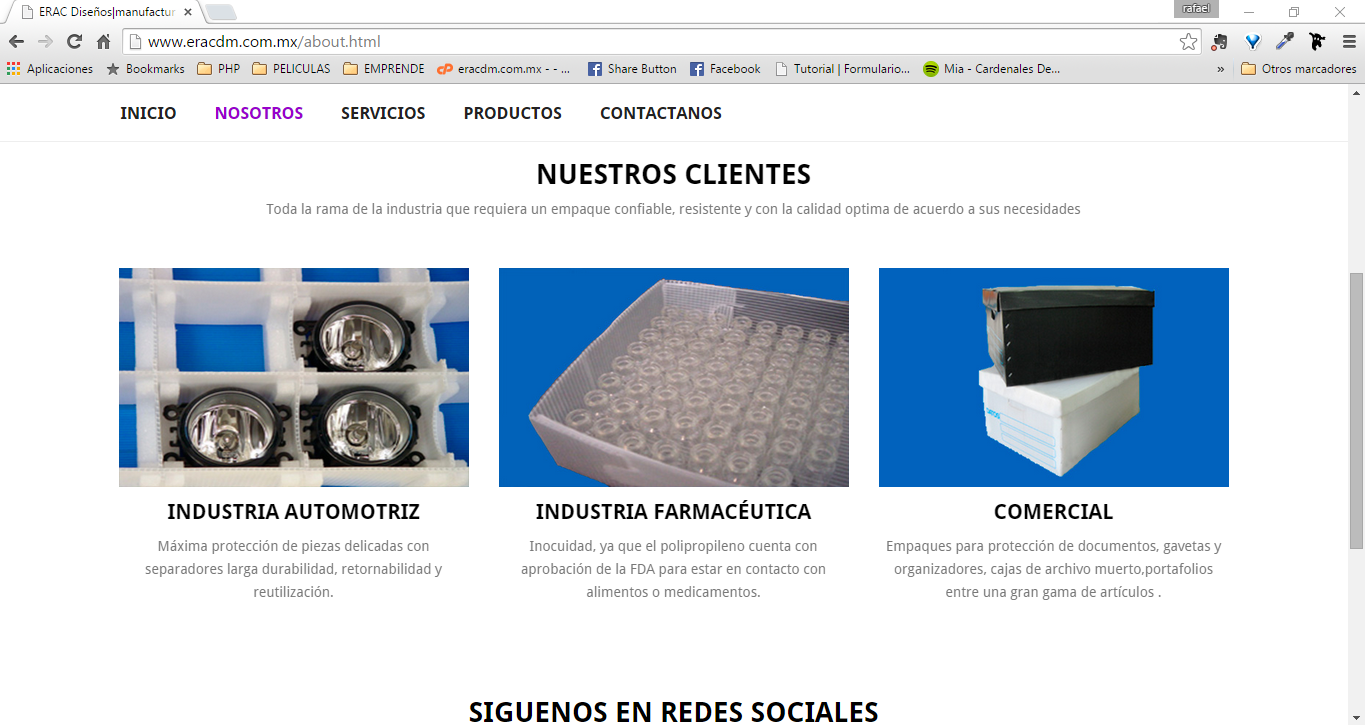 ERAC Diseños|manufactur
rafael
www.eracdm.com.mx/about.html
Aplicaciones Bookmarks PHP PELICULAS EMPRENDE eracdm.com.mx - - ... Share Button Facebook Tutorial | Formulario... Mia - Cardenales De... » Otros marcadores
INICIO NOSOTROS SERVICIOS PRODUCTOS CONTACTANOS
NUESTROS CLIENTES
Toda la rama de la industria que requiera un empaque confiable, resistente y con la calidad optima de acuerdo a sus necesidades
INDUSTRIA AUTOMOTRIZ
Máxima protección de piezas delicadas con
separadores larga durabilidad, retornabilidad y
reutilización.
INDUSTRIA FARMACÉUTICA
Inocuidad, ya que el polipropileno cuenta con
aprobación de la FDA para estar en contacto con
alimentos o medicamentos.
COMERCIAL
Empaques para protección de documentos, gavetas y
organizadores, cajas de archivo muerto,portafolios
entre una gran gama de artículos .
SIGUENOS EN REDES SOCIALES